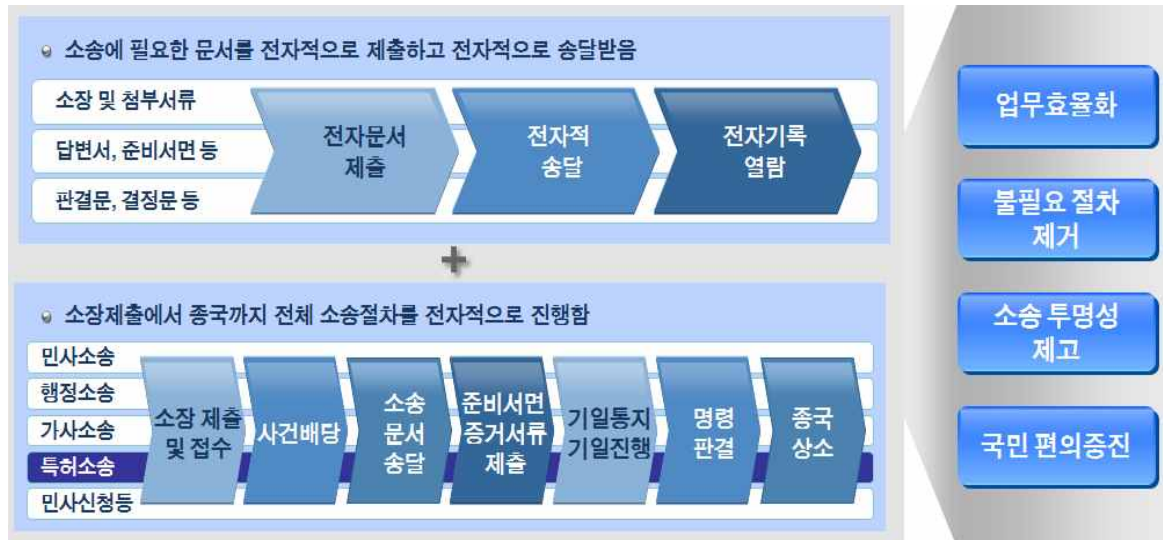 소송에 필요한 문서를 전자적으로 제출하고 전자적으로 송달받음
소장 및 첨부서류
답변서, 준비서면 등
판결문, 결정문 등
전자문서
제출
전자적
송달
전자기록
열람
+
소장제출에서 종국까지 전체 소송절차를 전자적으로 진행함
민사소송
행정소송
가사소송
특허소송
민사신청등
소장 제출
및 접수
사건배당
소송
문서
송달
준비서면
증거서류
제출
기일통지
기일진행
명령
판결
종국
상소
업무효율화
불필요 절차
제거
소송 투명성
제고
국민 편의증진